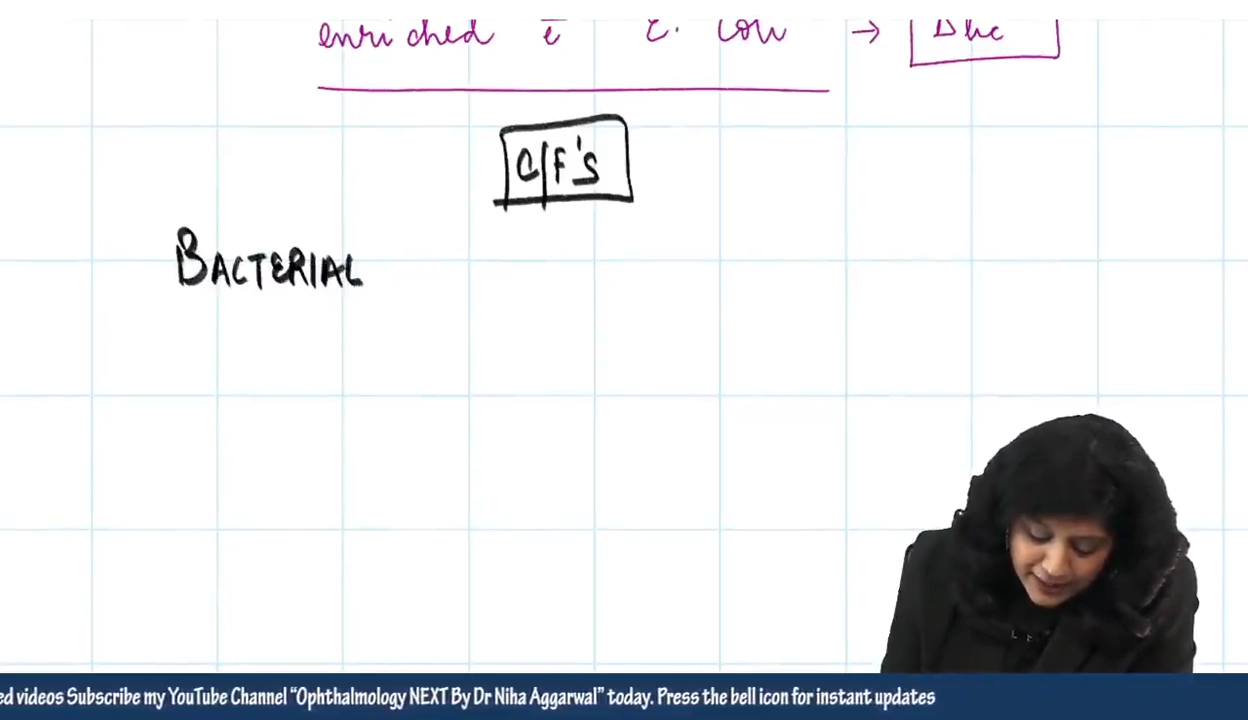 enriched c̄ E. Coli →
C/F's
BACTERIAL
ed videos Subscribe my YouTube Channel “Ophthalmology NEXT By Dr Niha Aggarwal” today. Press the bell icon for instant updates